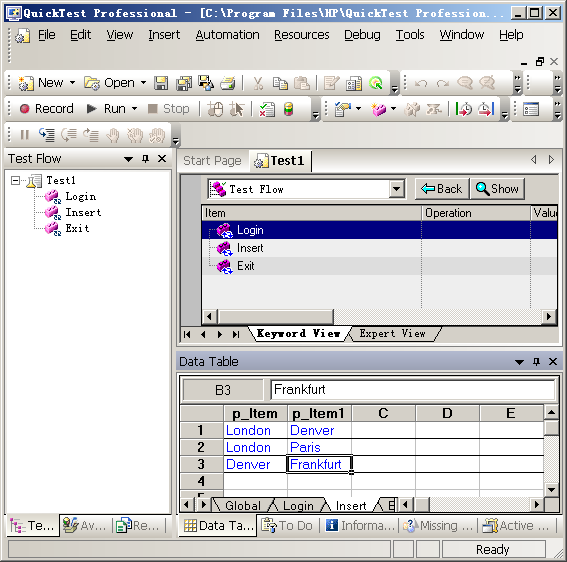 QuickTest Professional - [C:\Program Files\HP\QuickTest Profession...
File Edit View Insert Automation Resources Debug Tools Window Help
New Open
Record Run Stop
Test Flow
Test1
Login
Insert
Exit
Start Page Test1
Test Flow Back Show
Item Operation Value
Login
Insert
Exit
Keyword View Expert View
Data Table
B3 Frankfurt
p_Item p_Item1 C D E
1 London Denver
2 London Paris
3 Denver Frankfurt
4
Global Login Insert E
Te... Av... Re... Data Ta... To Do Informa... Missing ... Active ...
Ready